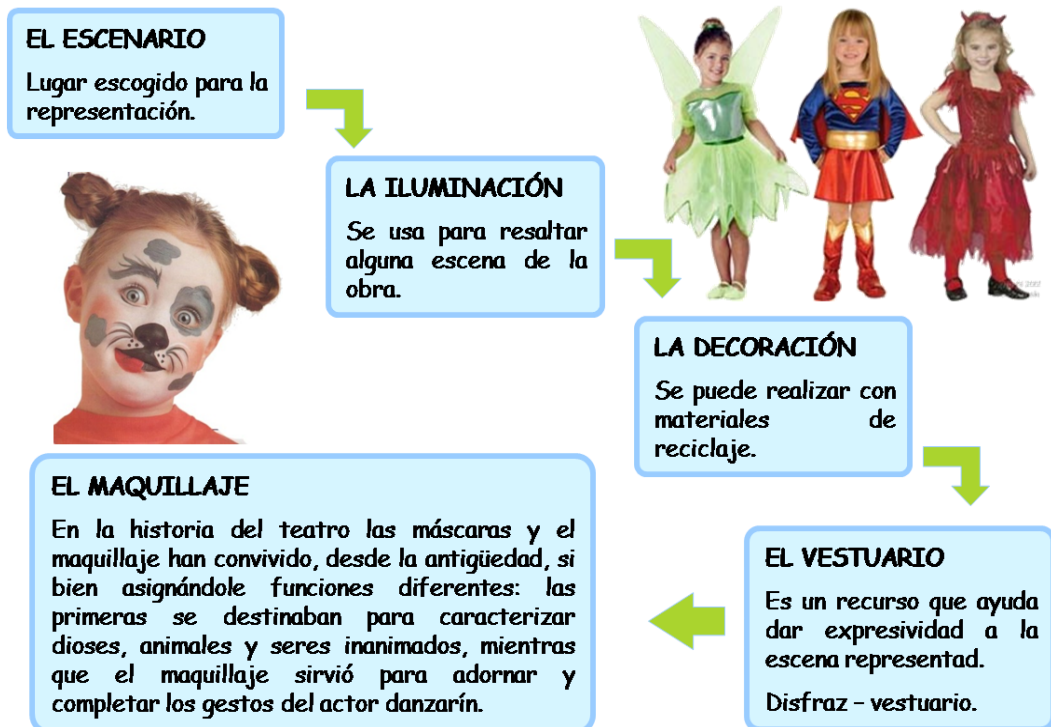 EL ESCENARIO
Lugar escogido para la
representación.
LA ILUMINACIÓN
Se usa para resaltar
alguna escena de la
obra.
LA DECORACIÓN
Se puede realizar con
materiales de
reciclaje.
EL VESTUARIO
Es un recurso que ayuda
dar expresividad a la
escena representad.
Disfraz – vestuario.
EL MAQUILLAJE
En la historia del teatro las máscaras y el
maquillaje han convivido, desde la antigüedad, si
bien asignándole funciones diferentes: las
primeras se destinaban para caracterizar
dioses, animales y seres inanimados, mientras
que el maquillaje sirvió para adornar y
completar los gestos del actor danzarín.